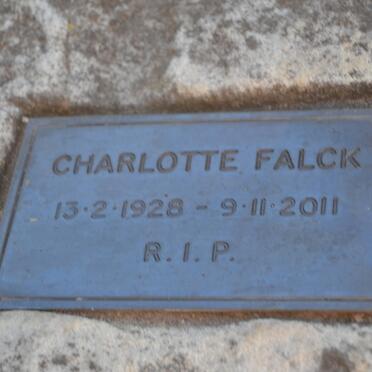 CHARLOTTE FALCK
13·2·1928 - 9·11·2011
R.I.P.